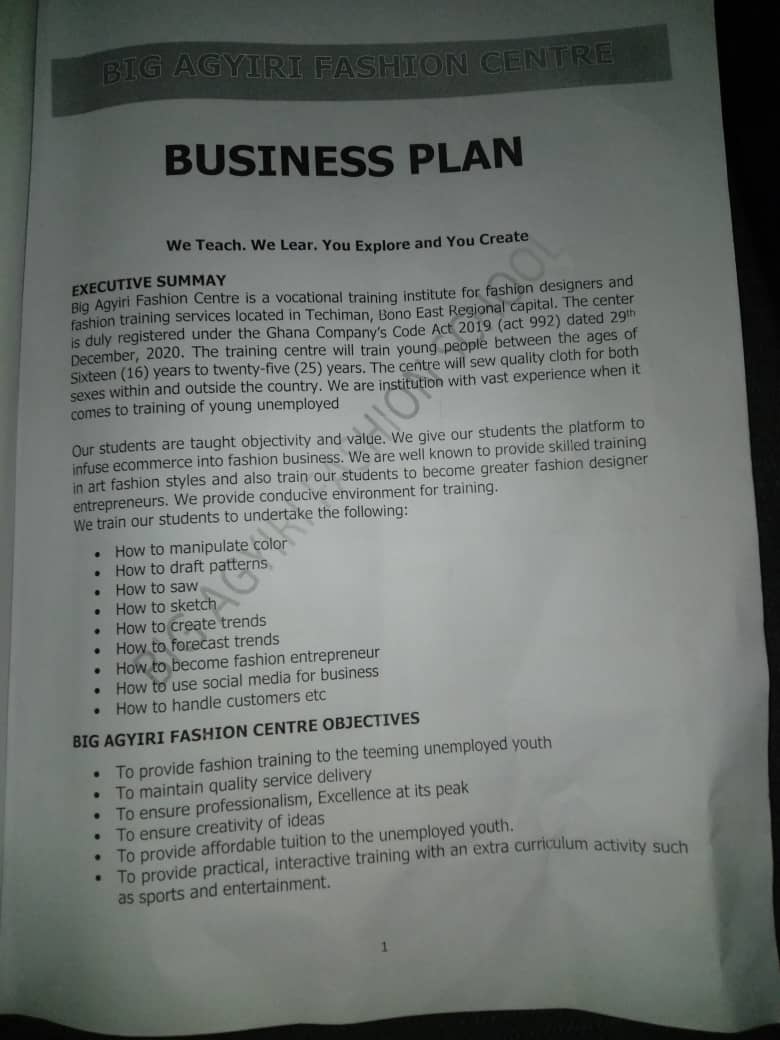 BIG AGYIRI FASHION CENTRE
BUSINESS PLAN
We Teach. We Lear. You Explore and You Create
EXECUTIVE SUMMAY
Big Agyiri Fashion Centre is a vocational training institute for fashion designers and
fashion training services located in Techiman, Bono East Regional capital. The center
is duly registered under the Ghana Company's Code Act 2019 (act 992) dated 29th
December, 2020. The training centre will train young people between the ages of
Sixteen (16) years to twenty-five (25) years. The centre will sew quality cloth for both
sexes within and outside the country. We are institution with vast experience when it
comes to training of young unemployed
Our students are taught objectivity and value. We give our students the platform to
infuse ecommerce into fashion business. We are well known to provide skilled training
in art fashion styles and also train our students to become greater fashion designer
entrepreneurs. We provide conducive environment for training.
We train our students to undertake the following:
• How to manipulate color
• How to draft patterns
• How to saw
• How to sketch
• How to create trends
• How to forecast trends
• How to become fashion entrepreneur
• How to use social media for business
• How to handle customers etc
BIG AGYIRI FASHION CENTRE OBJECTIVES
• To provide fashion training to the teeming unemployed youth
• To maintain quality service delivery
• To ensure professionalism, Excellence at its peak
• To ensure creativity of ideas
• To provide affordable tuition to the unemployed youth.
• To provide practical, interactive training with an extra curriculum activity such
as sports and entertainment.
1
BIG AGYIRI FASHION SCHOOL